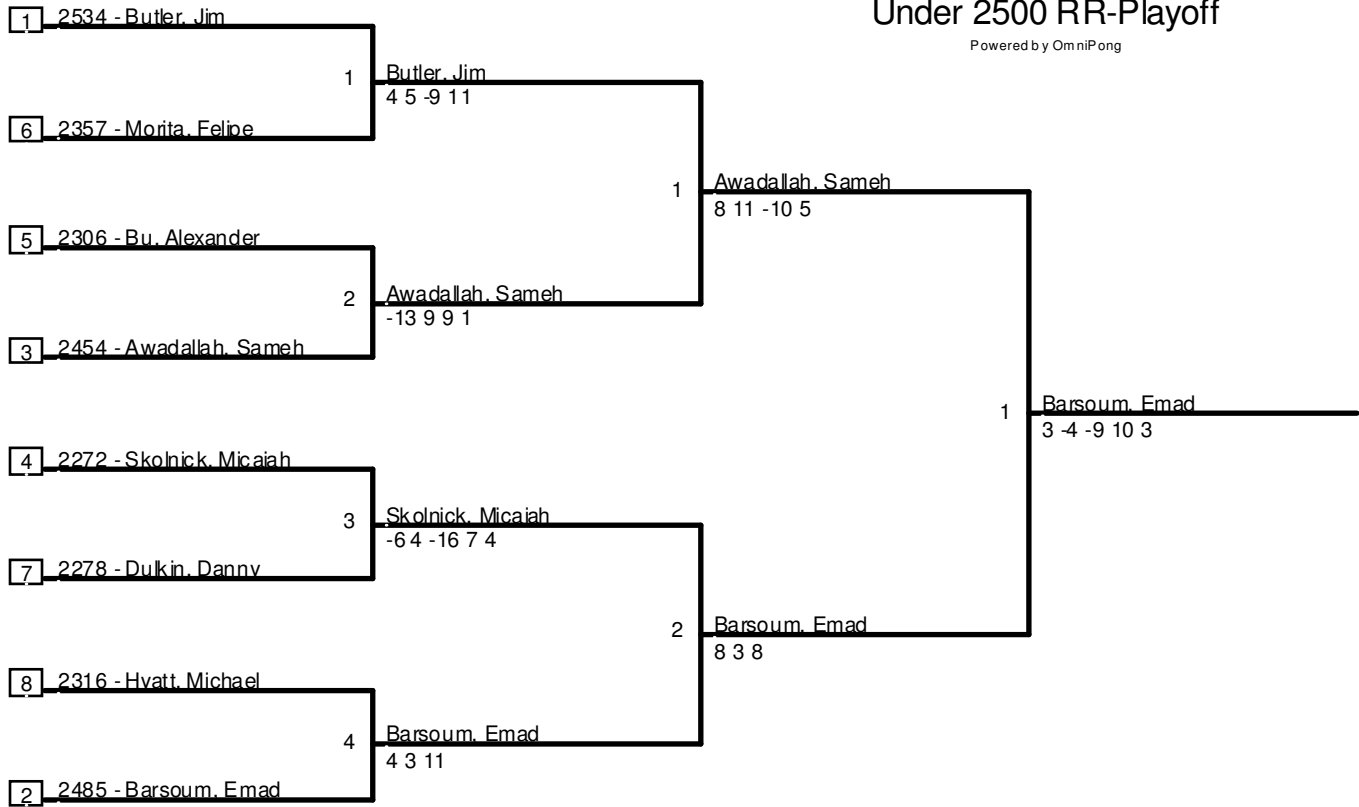 Under 2500 RR-Playoff
Powered by OmniPong
1 2534 - Butler, Jim
1 Butler, Jim
4 5 -9 11
6 2357 - Morita, Felipe
1 Awadallah, Sameh
8 11 -10 5
5 2306 - Bu, Alexander
2 Awadallah, Sameh
-13 9 9 1
3 2454 - Awadallah, Sameh
1 Barsoum, Emad
3 -4 -9 10 3
4 2272 - Skolnick, Micaiah
3 Skolnick, Micaiah
-6 4 -16 7 4
7 2278 - Dulkin, Danny
2 Barsoum, Emad
8 3 8
8 2316 - Hyatt, Michael
4 Barsoum, Emad
4 3 11
2 2485 - Barsoum, Emad